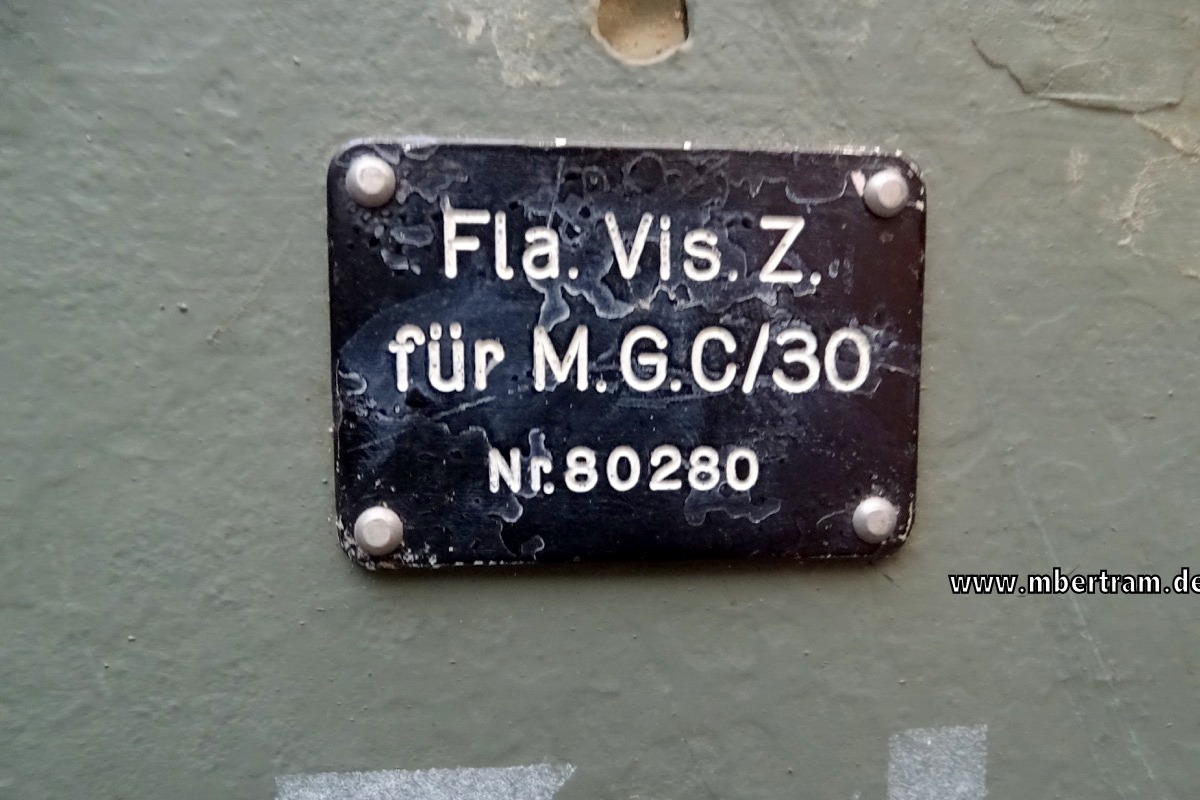 Fla. Vis. Z.
für M.G.C/30
Nr. 80280
www.mbertram.de